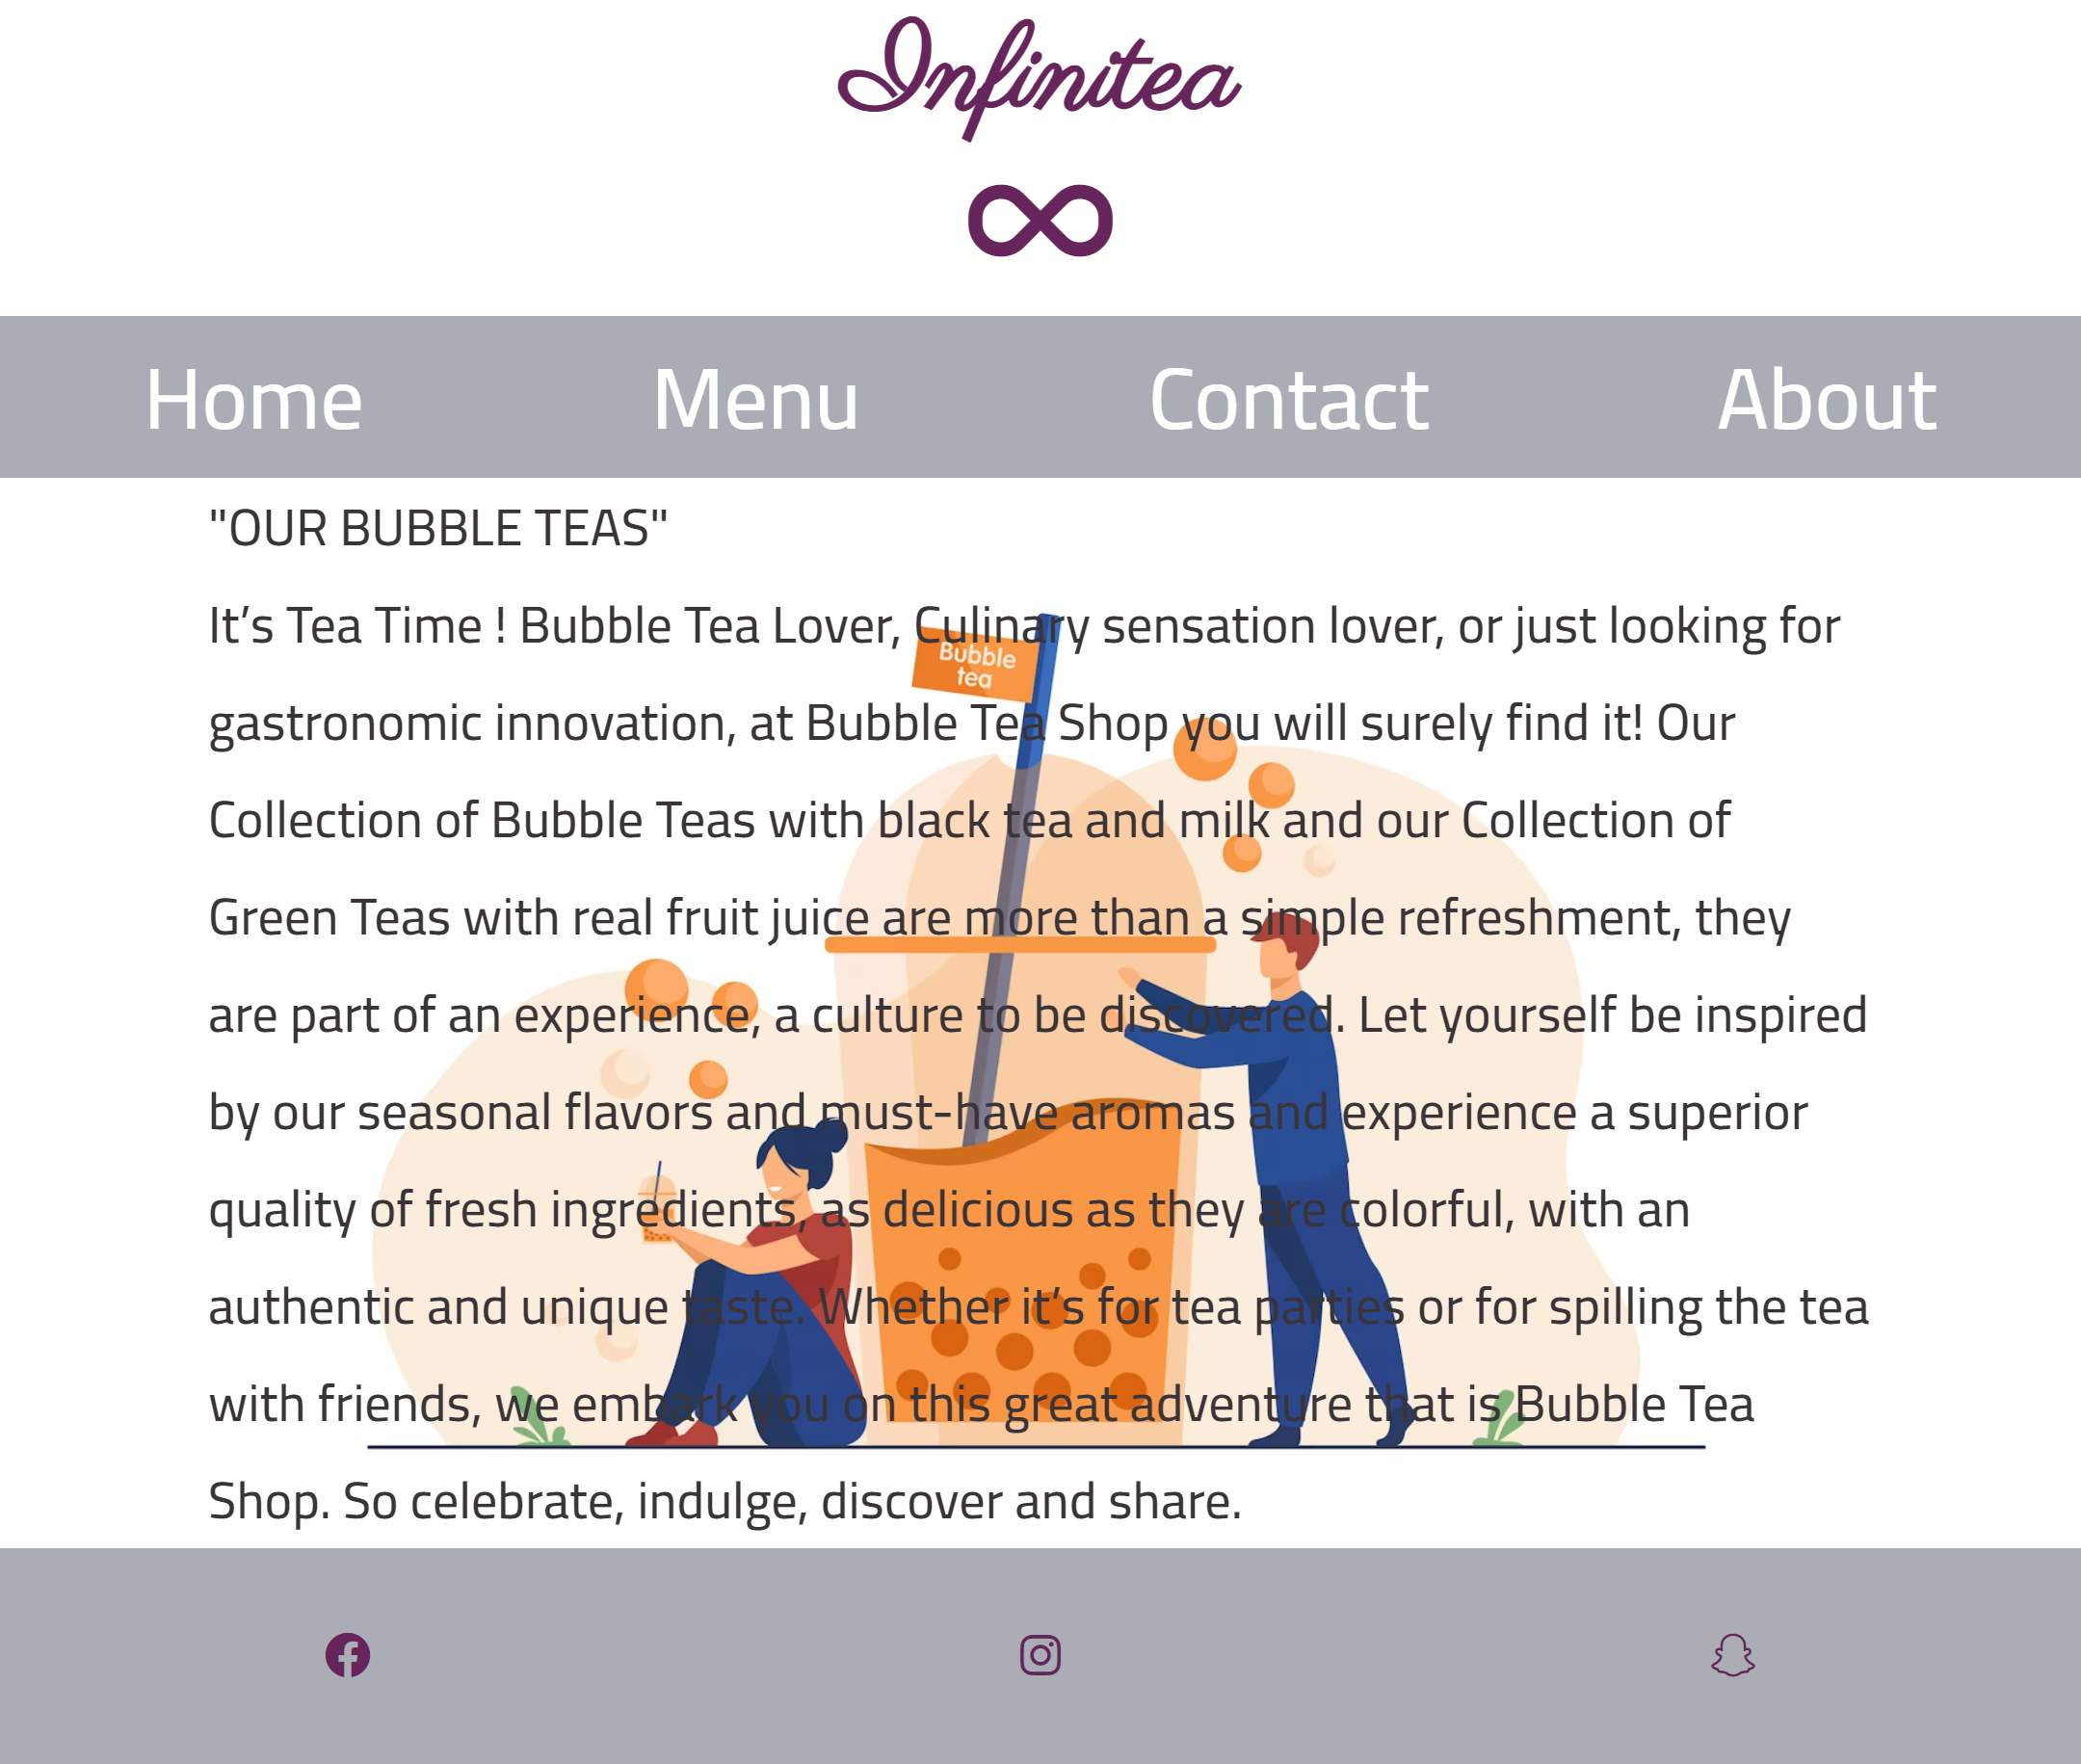 Infinitea
Home Menu Contact About
"OUR BUBBLE TEAS"
It’s Tea Time ! Bubble Tea Lover, Culinary sensation lover, or just looking for
Bubble
tea
gastronomic innovation, at Bubble Tea Shop you will surely find it! Our
Collection of Bubble Teas with black tea and milk and our Collection of
Green Teas with real fruit juice are more than a simple refreshment, they
are part of an experience, a culture to be discovered. Let yourself be inspired
by our seasonal flavors and must-have aromas and experience a superior
quality of fresh ingredients, as delicious as they are colorful, with an
authentic and unique taste. Whether it’s for tea parties or for spilling the tea
with friends, we embark you on this great adventure that is Bubble Tea
Shop. So celebrate, indulge, discover and share.